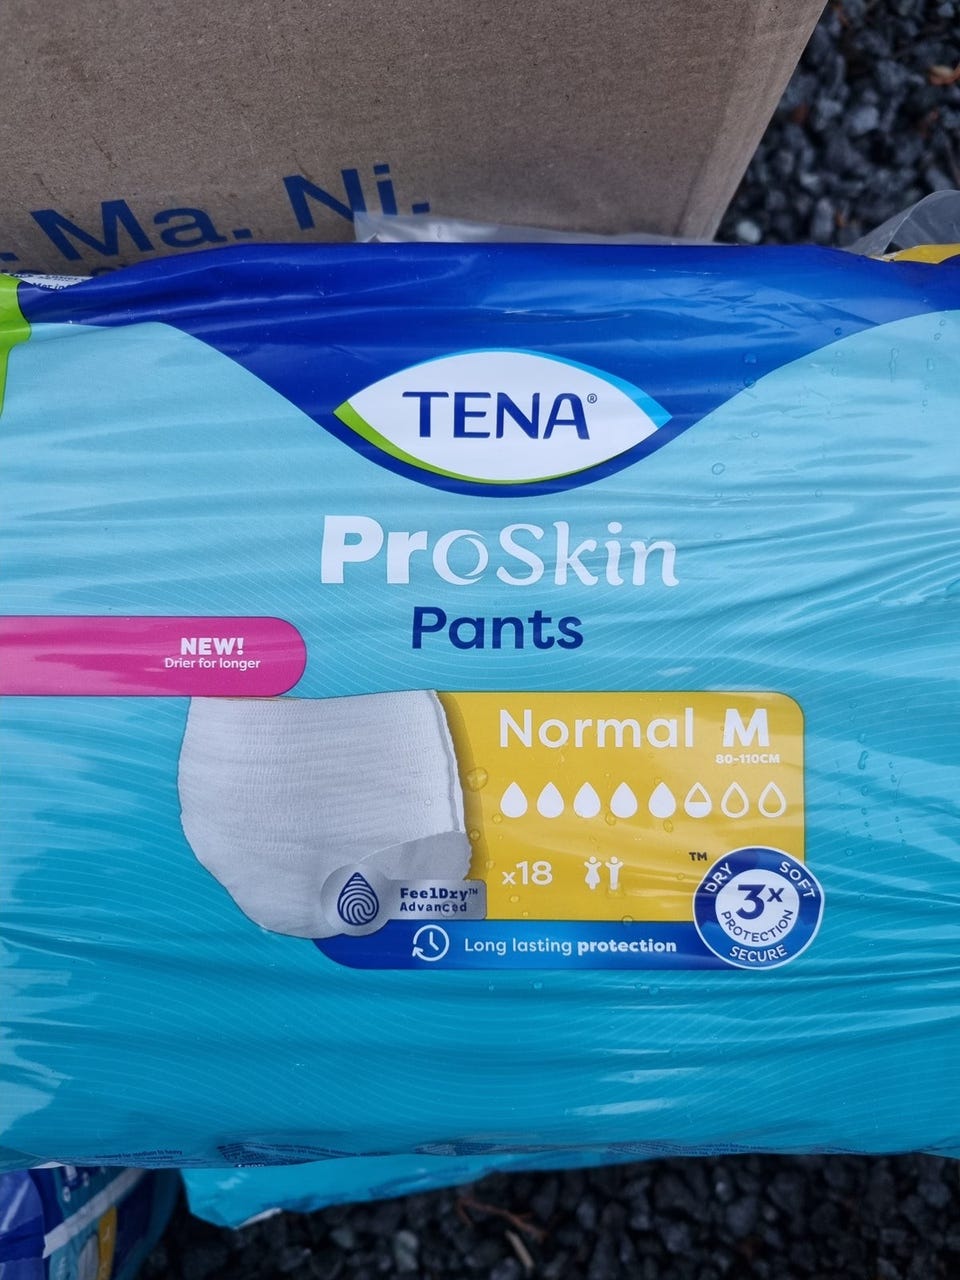 Ma. Ni.
TENA®
ProSkin
Pants
NEW!
Drier for longer
Normal M
80-110CM
x18
FeelDry™
Advanced
Long lasting protection
™
DRY SOFT
3x
PROTECTION
SECURE